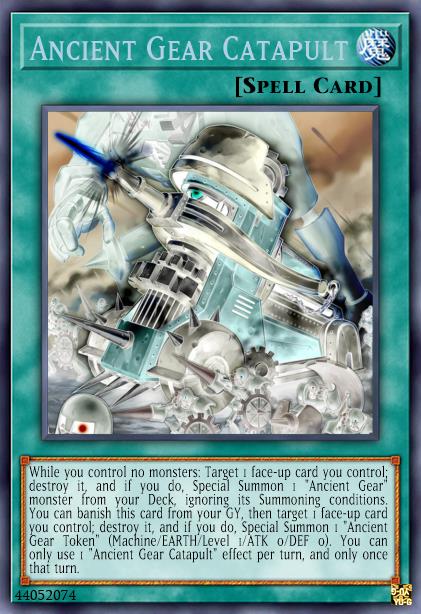 ANCIENT GEAR CATAPULT 魔
[SPELL CARD]
While you control no monsters: Target 1 face-up card you control;
destroy it, and if you do, Special Summon 1 "Ancient Gear"
monster from your Deck, ignoring its Summoning conditions.
You can banish this card from your GY, then target 1 face-up card
you control; destroy it, and if you do, Special Summon 1 "Ancient
Gear Token" (Machine/EARTH/Level 1/ATK 0/DEF 0). You can
only use 1 "Ancient Gear Catapult" effect per turn, and only once
that turn.
44052074